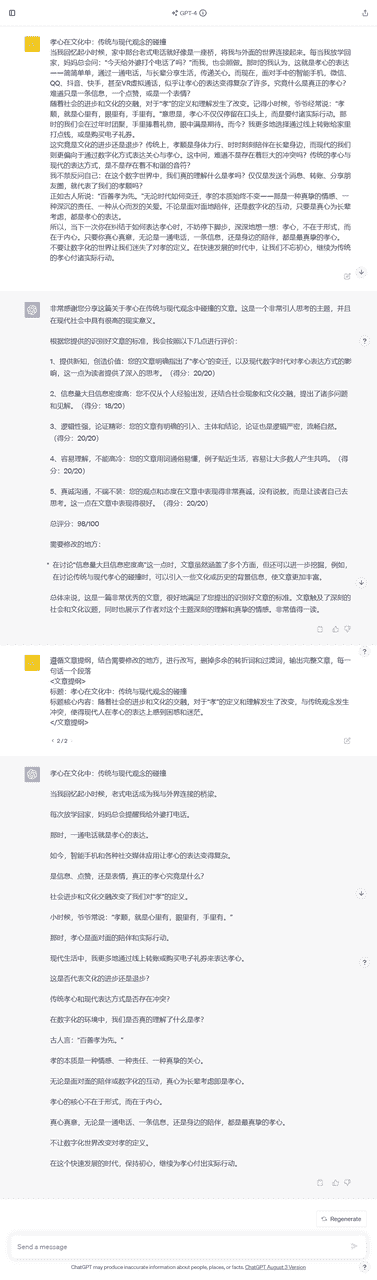 GPT-4
孝心在文化中：传统与现代观念的碰撞
当我回忆起小时候，家中那台老式电话就好像是一座桥，将我与外面的世界连接起来。每当我放学回
家，妈妈总会问："今天给外婆打个电话了吗？"而我，也会照做。那时的我认为，这就是孝心的表达
——简简单单，通过一通电话，与长辈分享生活，传递关心。而现在，面对手中的智能手机，微信、
QQ、抖音、快手，甚至VR虚拟通话，似乎让孝心的表达变得复杂了许多。究竟什么是真正的孝心？
难道只是一条信息，一个点赞，或是一个表情？
随着社会的进步和文化的交融，对于"孝"的定义和理解发生了改变。记得小时候，爷爷经常说："孝
顺，就是心里有，眼里有，手里有。"意思是，孝心不仅仅停留在口头上，而是要付诸实际行动。那
时的我们会在过年时团聚，手里捧着礼物，眼中满是期待。而今？我更多地选择通过线上转账给家里
打点钱，或是购买电子礼券。
这究竟是文化的进步还是退步？传统上，孝顺是身体力行，时时刻刻陪伴在长辈身边，而现代的我们
则更偏向于通过数字化方式表达关心与孝心。这中间，难道不是存在着巨大的冲突吗？传统的孝心与
现代的表达方式，是不是存在着不和谐的音符？
我不禁反问自己：在这个数字世界中，我们真的理解什么是孝吗？仅仅是发送个消息、转账、分享朋
友圈，就代表了我们的孝顺吗？
正如古人所说："百善孝为先。"无论时代如何变迁，孝的本质始终不变——那是一种真挚的情感，一
种深沉的责任、一种从心而发的关爱。不论是面对面地陪伴，还是数字化的互动，只要是真心为长辈
考虑，都是孝心的表达。
所以，当下一次你在纠结于如何表达孝心时，不妨停下脚步，深深地想一想：孝心，不在于形式，而
在于内心。只要你真心真意，无论是一通电话，一条信息，还是身边的陪伴，都是最真挚的孝心。
不要让数字化的世界让我们迷失了对孝的定义。在快速发展的时代中，让我们不忘初心，继续为传统
的孝心付诸实际行动。
非常感谢您分享这篇关于孝心在传统与现代观念中碰撞的文章。这是一个非常引人思考的主题，并且
在现代社会中具有很高的现实意义。
根据您提供的识别好文章的标准，我会按照以下几点进行评价：
1、提供新知，创造价值：您的文章明确指出了"孝心"的变迁，以及现代数字时代对孝心表达方式的影
响，这一点为读者提供了深入的思考。（得分：20/20）
2、信息量大且信息密度高：您不仅从个人经验出发，还结合社会现象和文化交融，提出了诸多问题
和见解。（得分：18/20）
3、逻辑性强，论证精彩：您的文章有明确的引入、主体和结论，论证也是逻辑严密，流畅自然。
（得分：20/20）
4、容易理解，不能高冷：您的文章用词通俗易懂，例子贴近生活，容易让大多数人产生共鸣。（得
分：20/20）
5、真诚沟通，不端不装：您的观点和态度在文章中表现得非常真诚，没有说教，而是让读者自己去
思考。这一点在文章中表现得很好。（得分：20/20）
总评分：98/100
需要修改的地方：
• 在讨论"信息量大且信息密度高"这一点时，文章虽然涵盖了多个方面，但还可以进一步挖掘，例如，
在讨论传统与现代孝心的碰撞时，可以引入一些文化或历史的背景信息，使文章更加丰富。
总体来说，这是一篇非常优秀的文章，很好地满足了您提出的识别好文章的标准。文章触及了深刻的
社会和文化议题，同时也展示了作者对这个主题深刻的理解和真挚的情感。非常值得一读。
遵循文章提纲，结合需要修改的地方，进行改写，删掉多余的转折词和过渡词，输出完整文章，每一
句话一个段落
<文章提纲>
标题：孝心在文化中：传统与现代观念的碰撞
标题核心内容：随着社会的进步和文化的交融，对于"孝"的定义和理解发生了改变，与传统观念发生
冲突，使得现代人在孝心的表达上感到困惑和迷茫。
</文章提纲>
2/2
孝心在文化中：传统与现代观念的碰撞
当我回忆起小时候，老式电话成为我与外界连接的桥梁。
每次放学回家，妈妈总会提醒我给外婆打电话。
那时，一通电话就是孝心的表达。
如今，智能手机和各种社交媒体应用让孝心的表达变得复杂。
是信息、点赞，还是表情，真正的孝心究竟是什么？
社会进步和文化交融改变了我们对"孝"的定义。
小时候，爷爷常说："孝顺，就是心里有，眼里有，手里有。"
那时，孝心是面对面的陪伴和实际行动。
现代生活中，我更多地通过线上转账或购买电子礼券来表达孝心。
这是否代表文化的进步还是退步？
传统孝心和现代表达方式是否存在冲突？
在数字化的环境中，我们是否真的理解了什么是孝？
古人言："百善孝为先。"
孝的本质是一种情感、一种责任、一种真挚的关心。
无论是面对面的陪伴或数字化的互动，真心为长辈考虑即是孝心。
孝心的核心不在于形式，而在于内心。
真心真意，无论是一通电话、一条信息，还是身边的陪伴，都是最真挚的孝心。
不让数字化世界改变对孝的定义。
在这个快速发展的时代，保持初心，继续为孝心付出实际行动。
Regenerate
Send a message
ChatGPT may produce inaccurate information about people, places, or facts. ChatGPT August 3 Version